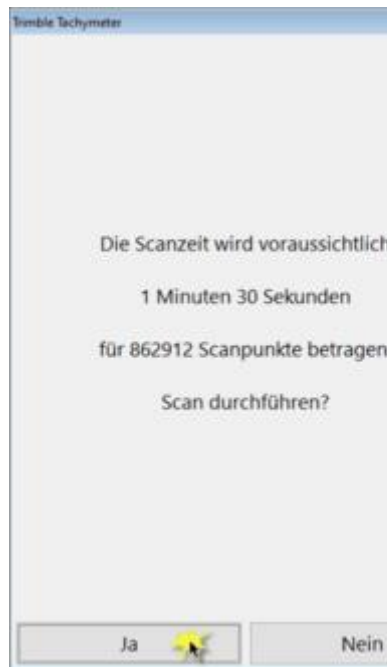 Trimble Tachymeter
Die Scanzeit wird voraussichtlich
1 Minuten 30 Sekunden
für 862912 Scanpunkte betragen
Scan durchführen?
Ja Nein